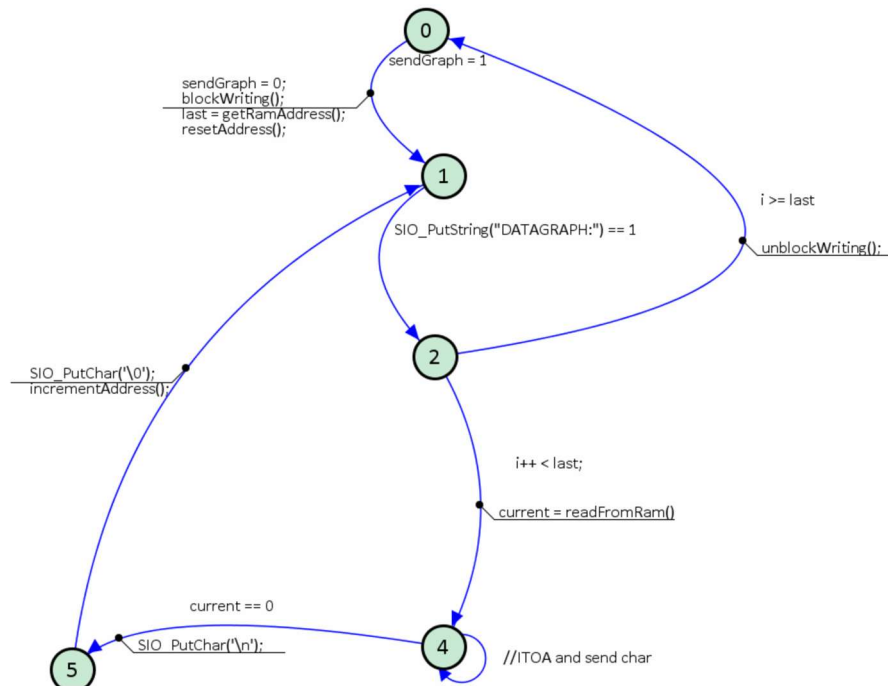 0
sendGraph = 1
sendGraph = 0;
blockWriting();
last = getRamAddress();
resetAddress();
1
i >= last
SIO_PutString("DATAGRAPH:") == 1
unblockWriting();
2
SIO_PutChar('\0');
incrementAddress();
i++ < last;
current = readFromRam()
current == 0
SIO_PutChar('\n');
4
//ITOA and send char
5